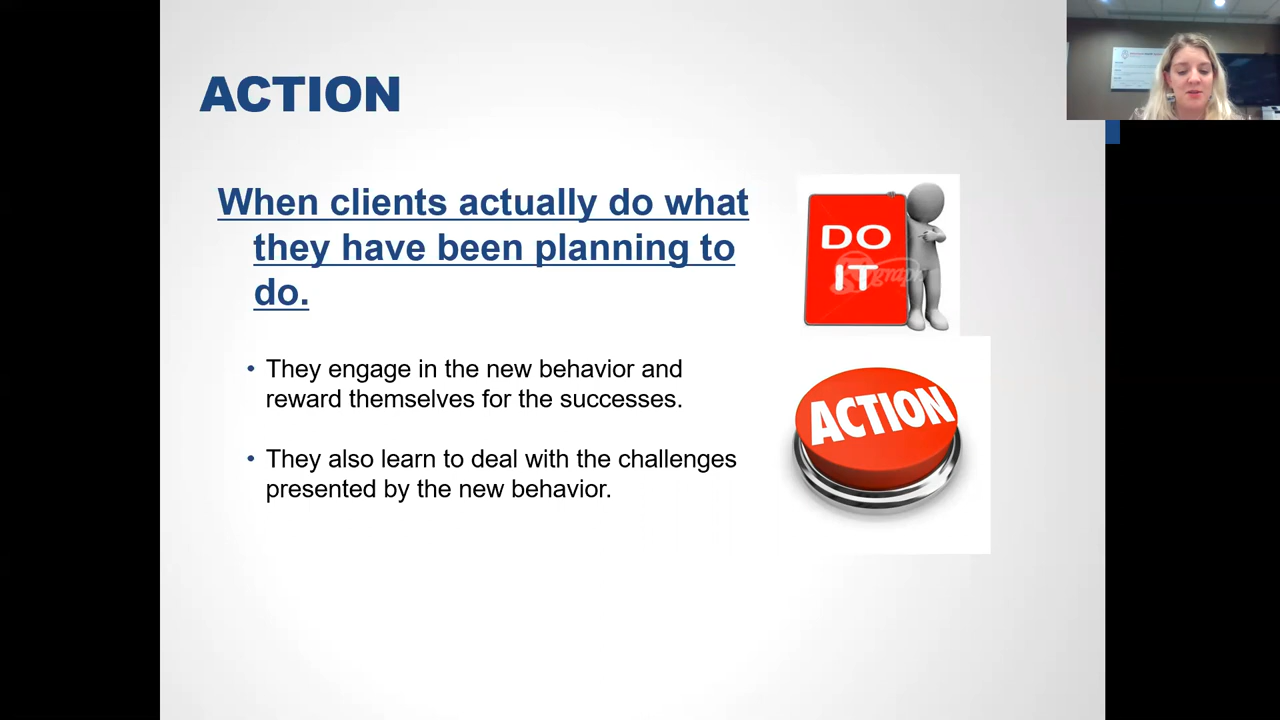 ACTION
When clients actually do what
they have been planning to
do.
• They engage in the new behavior and
reward themselves for the successes.
• They also learn to deal with the challenges
presented by the new behavior.
DO
IT
ACTION